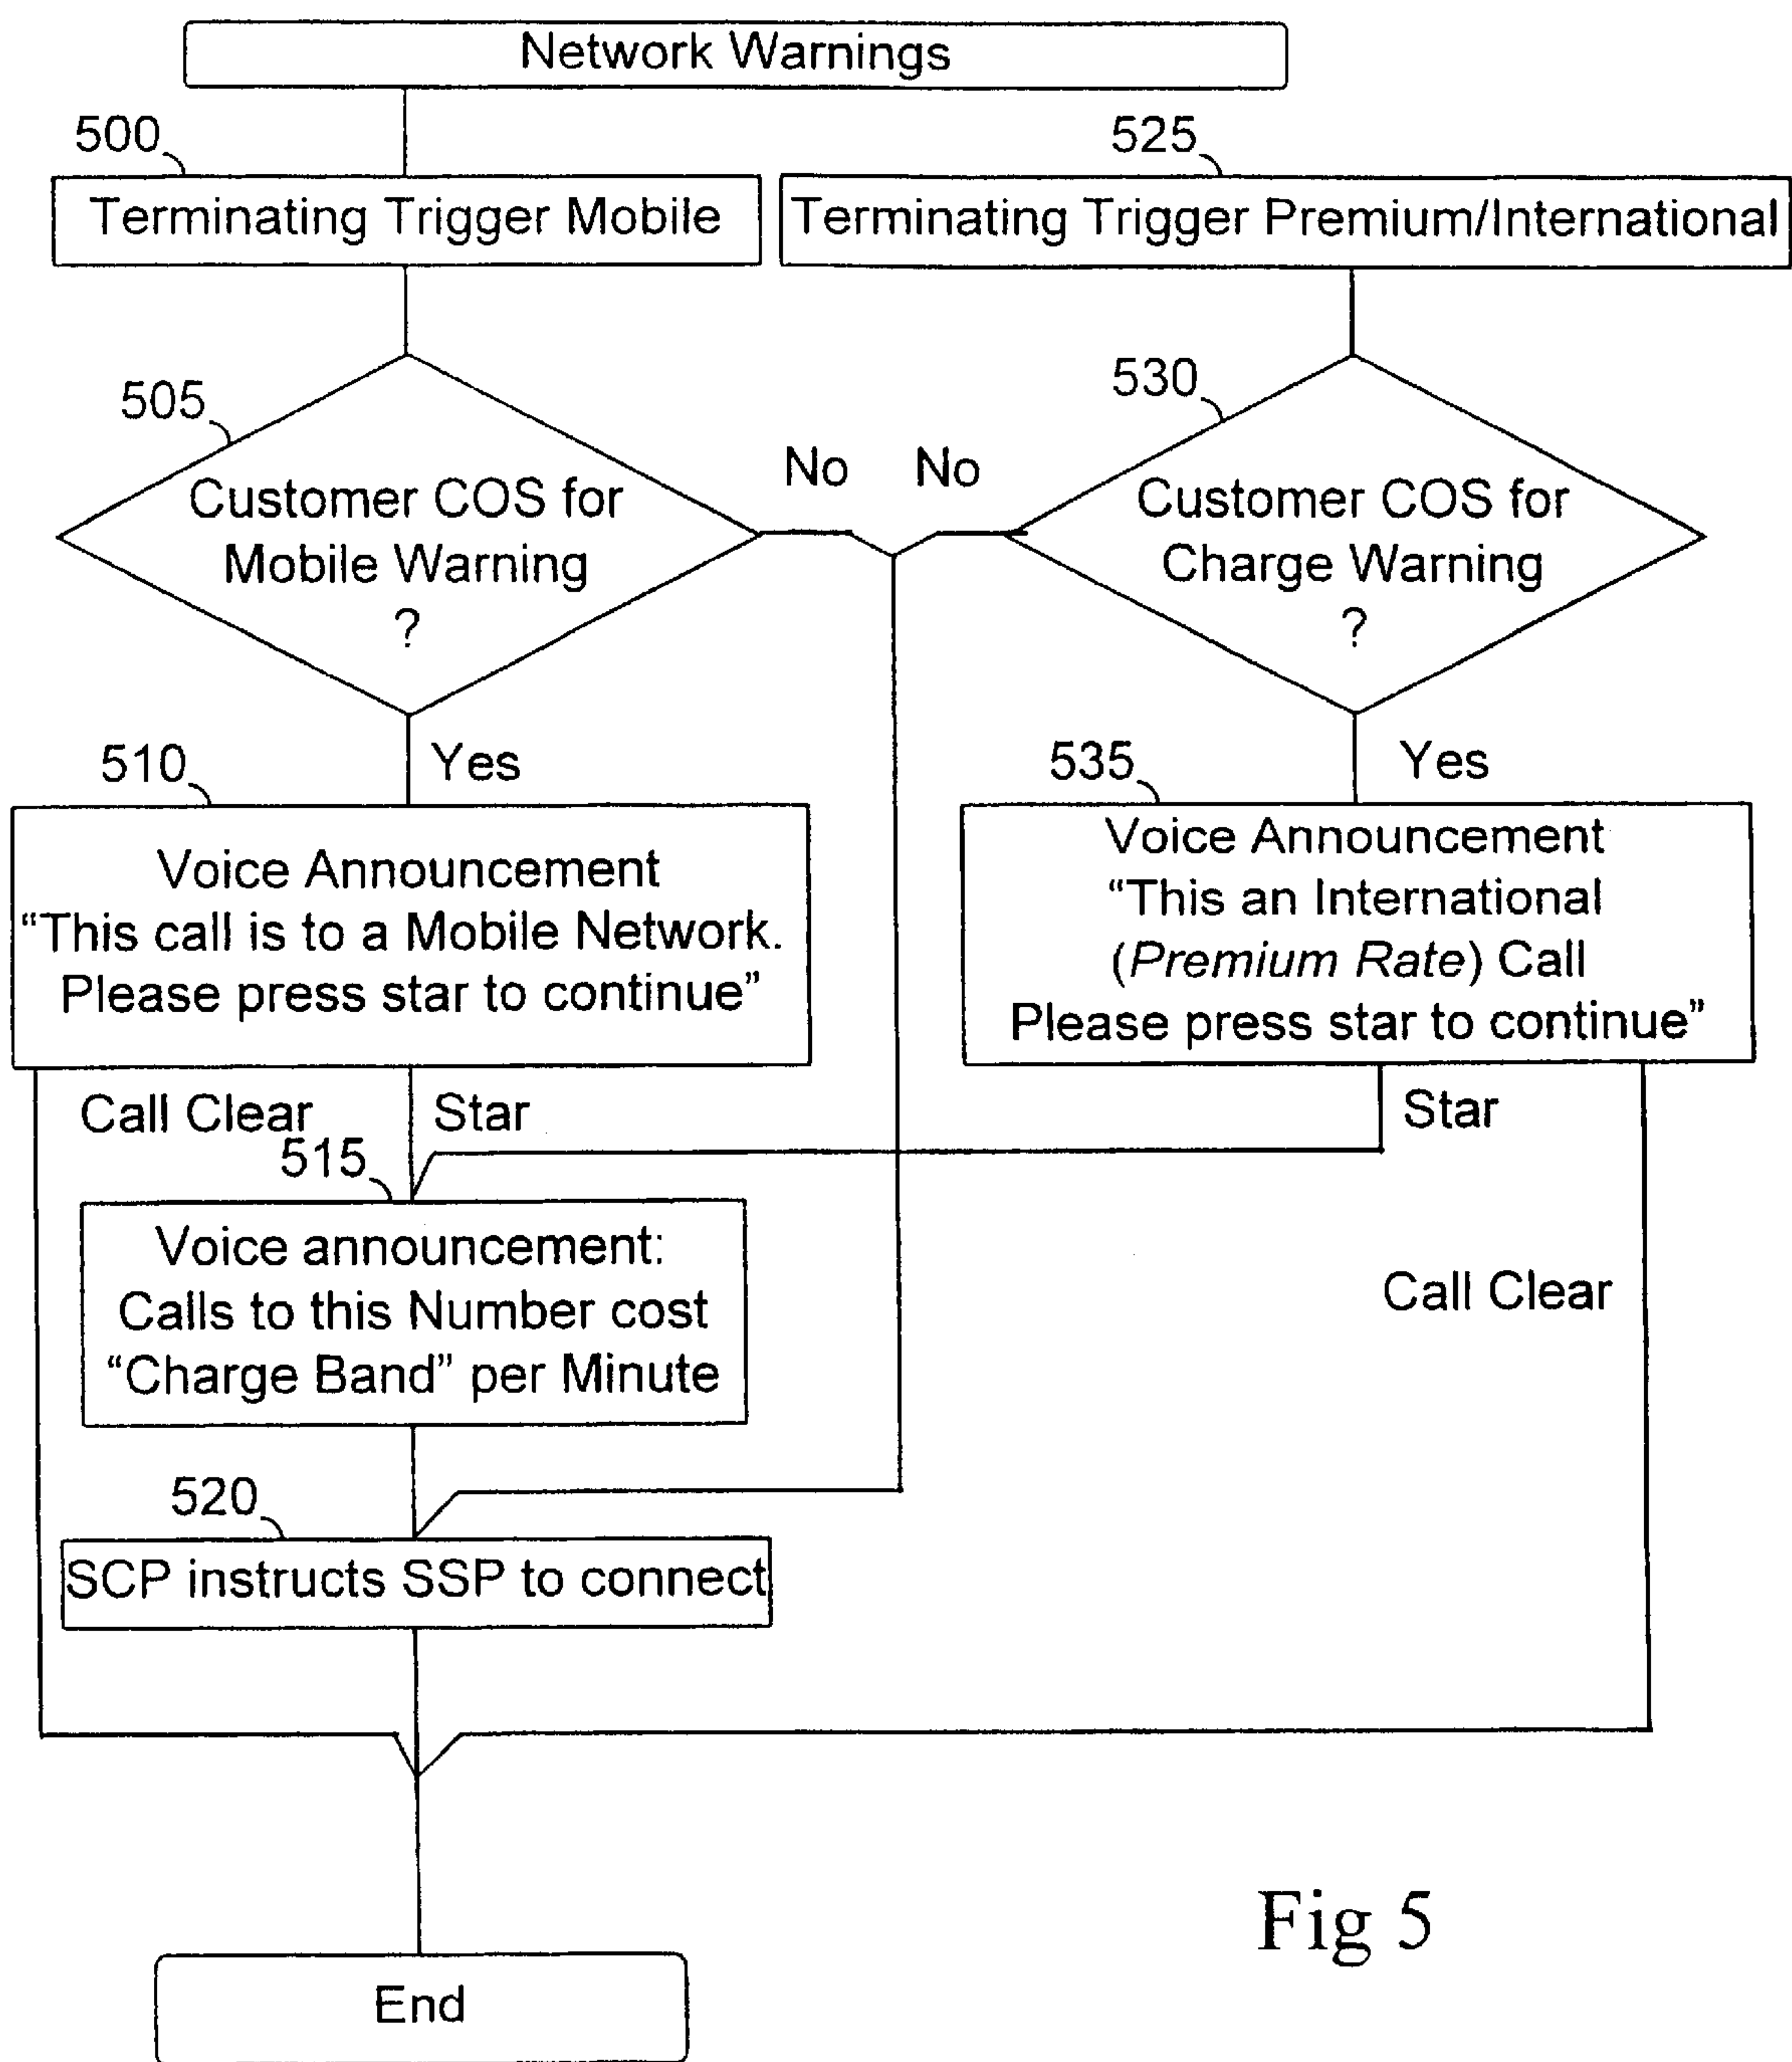 Network Warnings
500
525
Terminating Trigger Mobile
Terminating Trigger Premium/International
505
530
No
No
Customer COS for
Mobile Warning
?
Customer COS for
Charge Warning
?
Yes
Yes
510
535
Voice Announcement
“This call is to a Mobile Network.
Please press star to continue”
Voice Announcement
“This an International
(Premium Rate) Call
Please press star to continue”
Call Clear
Star
Star
515
Voice announcement:
Calls to this Number cost
“Charge Band” per Minute
Call Clear
520
SCP instructs SSP to connect
Fig 5
End